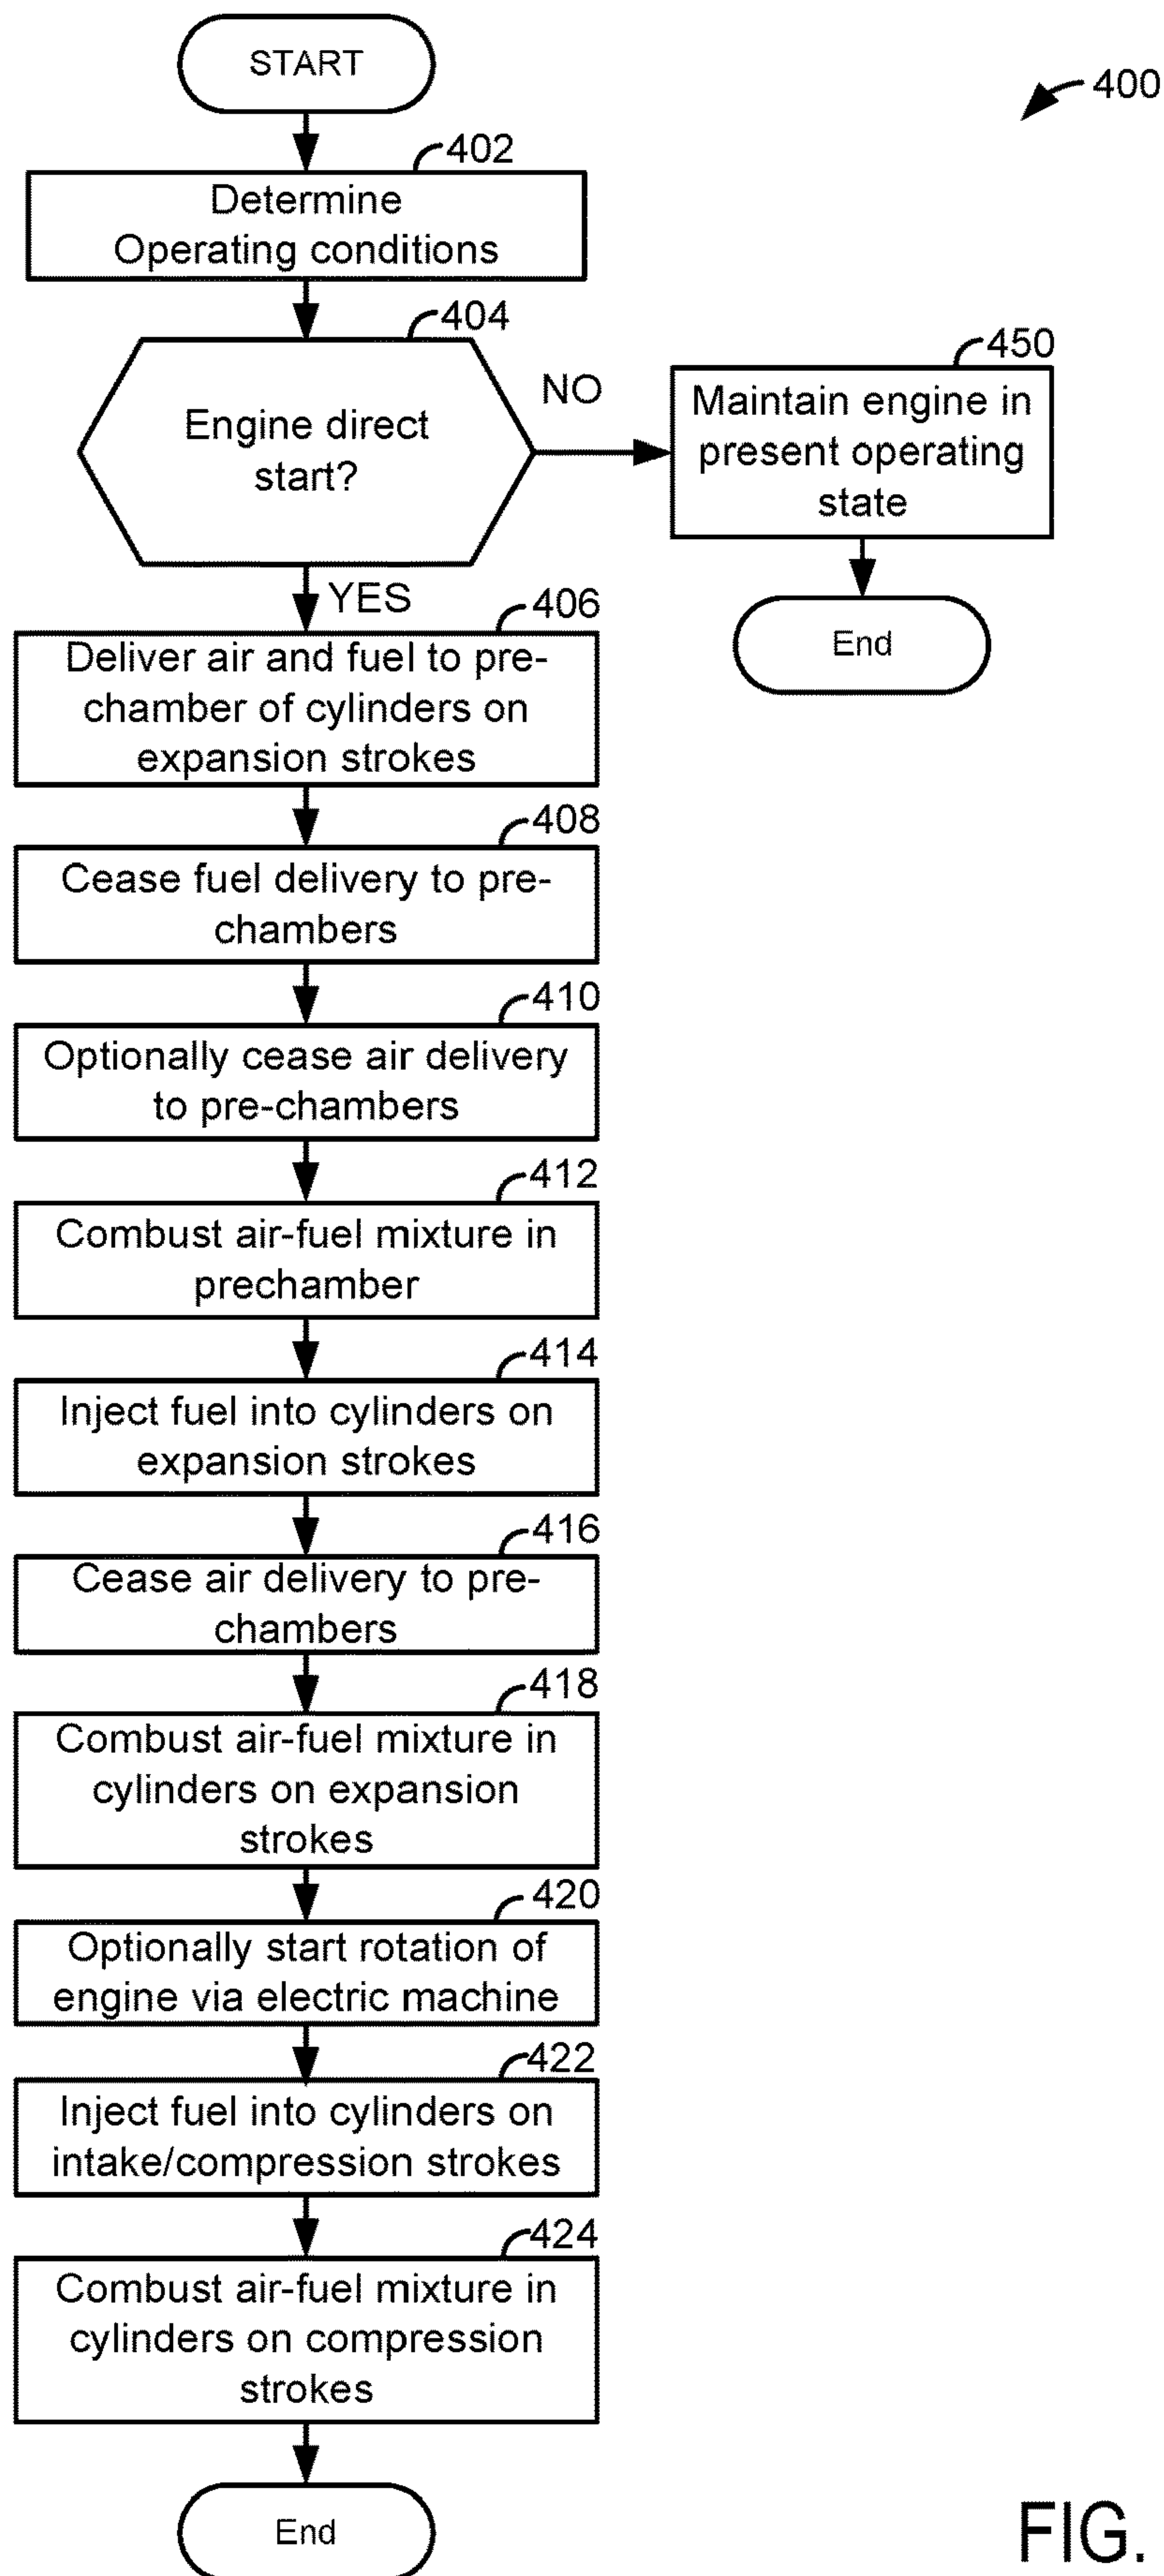 START
400
402
Determine
Operating conditions
404
Engine direct
start?
NO
450
Maintain engine in
present operating
state
End
YES
406
Deliver air and fuel to pre-
chamber of cylinders on
expansion strokes
408
Cease fuel delivery to pre-
chambers
410
Optionally cease air delivery
to pre-chambers
412
Combust air-fuel mixture in
prechamber
414
Inject fuel into cylinders on
expansion strokes
416
Cease air delivery to pre-
chambers
418
Combust air-fuel mixture in
cylinders on expansion
strokes
420
Optionally start rotation of
engine via electric machine
422
Inject fuel into cylinders on
intake/compression strokes
424
Combust air-fuel mixture in
cylinders on compression
strokes
End
FIG.